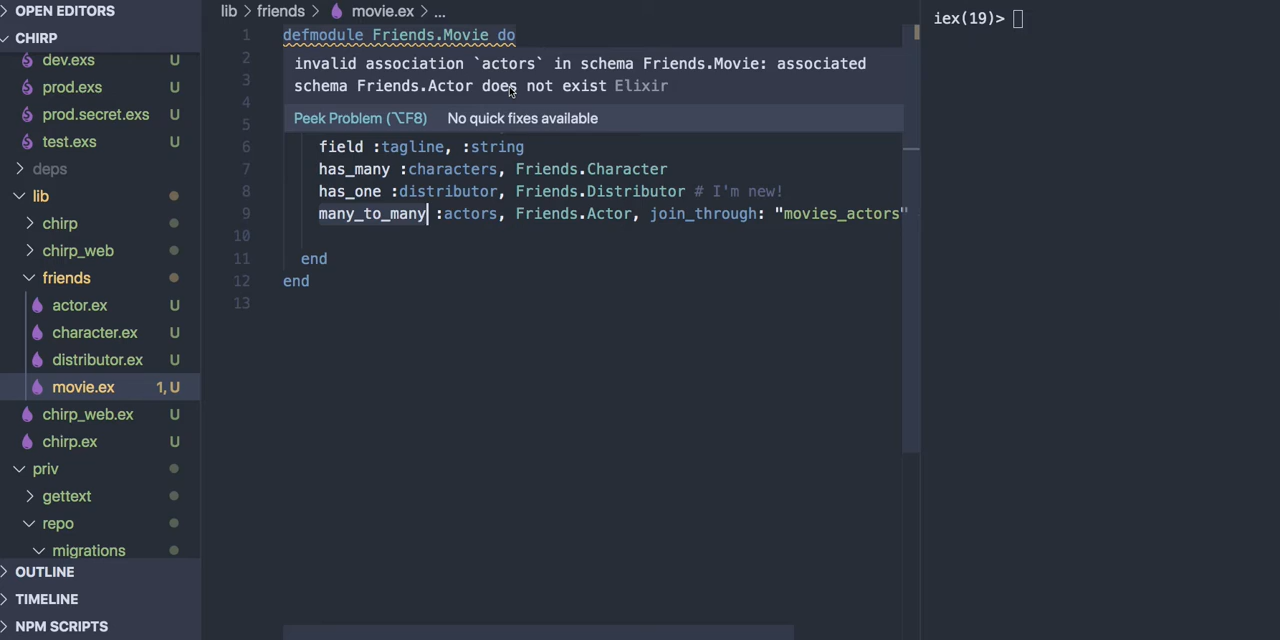 OPEN EDITORS
CHIRP
dev.exs
prod.exs U
prod.secret.exs U
test.exs U
deps
lib
chirp
chirp_web
friends
actor.ex U
character.ex U
distributor.ex U
movie.ex 1, U
chirp_web.ex U
chirp.ex U
priv
gettext
repo
migrations
OUTLINE
TIMELINE
NPM SCRIPTS
lib > friends > movie.ex > ...
1 defmodule Friends.Movie do
2
3
4
5
invalid association `actors` in schema Friends.Movie: associated
schema Friends.Actor does not exist Elixir
Peek Problem (⌥F8) No quick fixes available
6 field :tagline, :string
7 has_many :characters, Friends.Character
8 has_one :distributor, Friends.Distributor # I'm new!
9 many_to_many :actors, Friends.Actor, join_through: "movies_actors"
10
11 end
12 end
13
iex(19)>